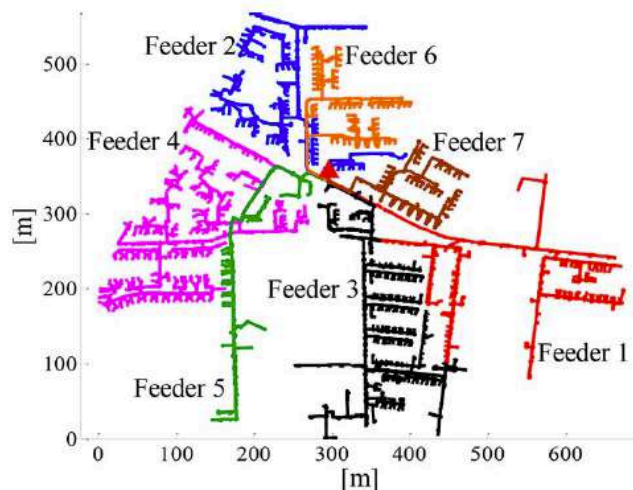 Feeder 2
Feeder 6
Feeder 4
Feeder 7
Feeder 3
Feeder 1
Feeder 5
[m]
500
400
300
200
100
0
0 100 200 300 400 500 600
[m]